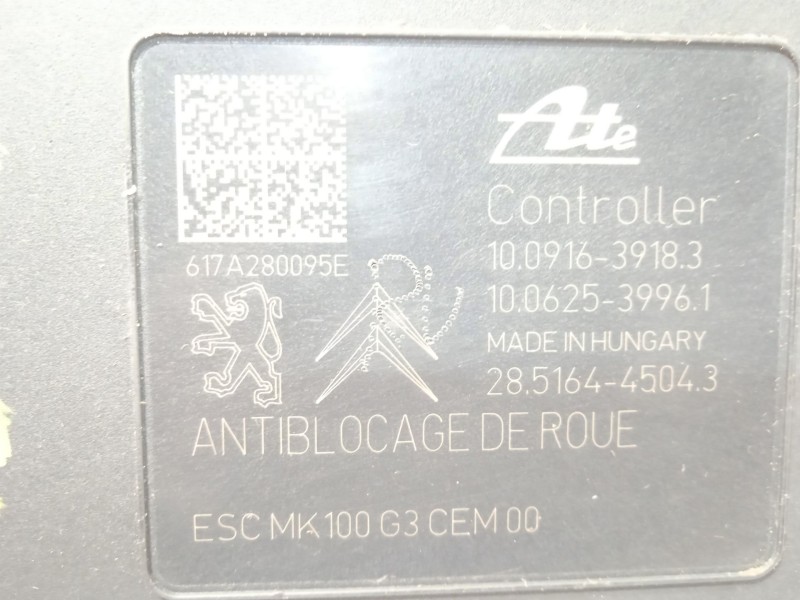 Ate
Controller
617A280095E
10.0916-3918.3
10.0625-3996.1
MADE IN HUNGARY
28.5164-4504.3
ANTIBLOCAGE DE ROUE
ESC MK100 G3 CEM 00